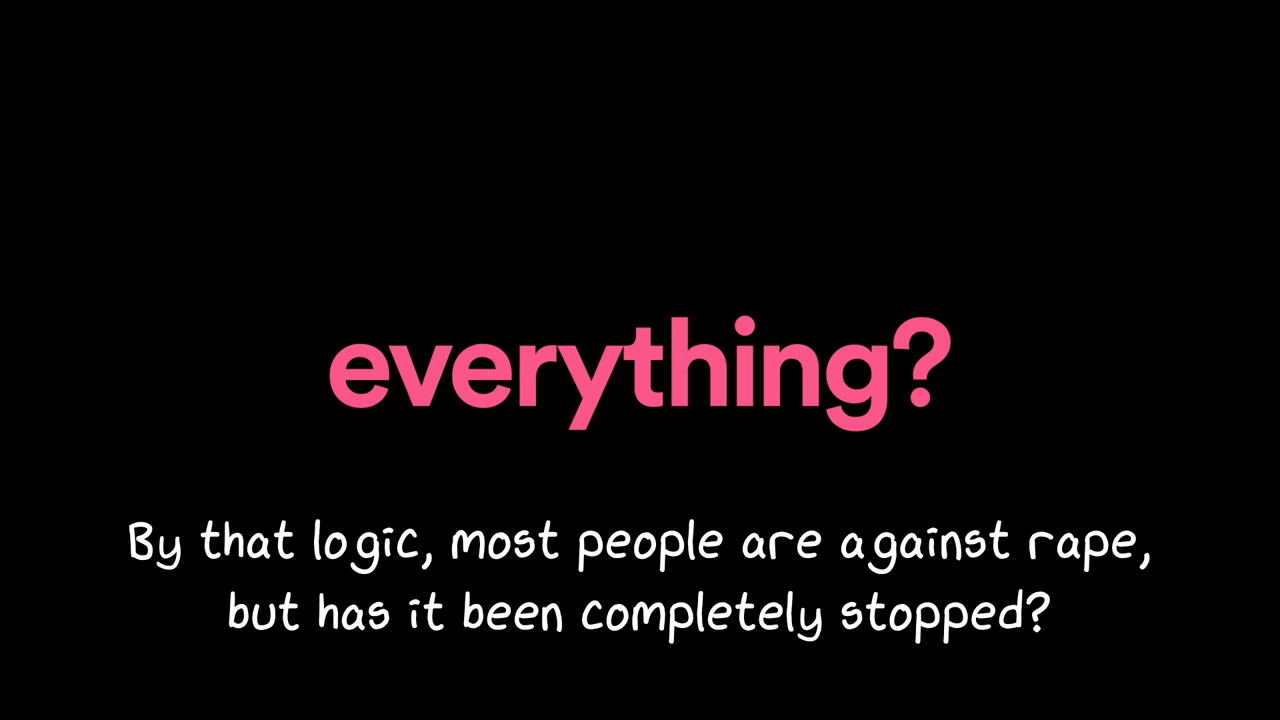 everything?
By that logic, most people are against rape,
but has it been completely stopped?